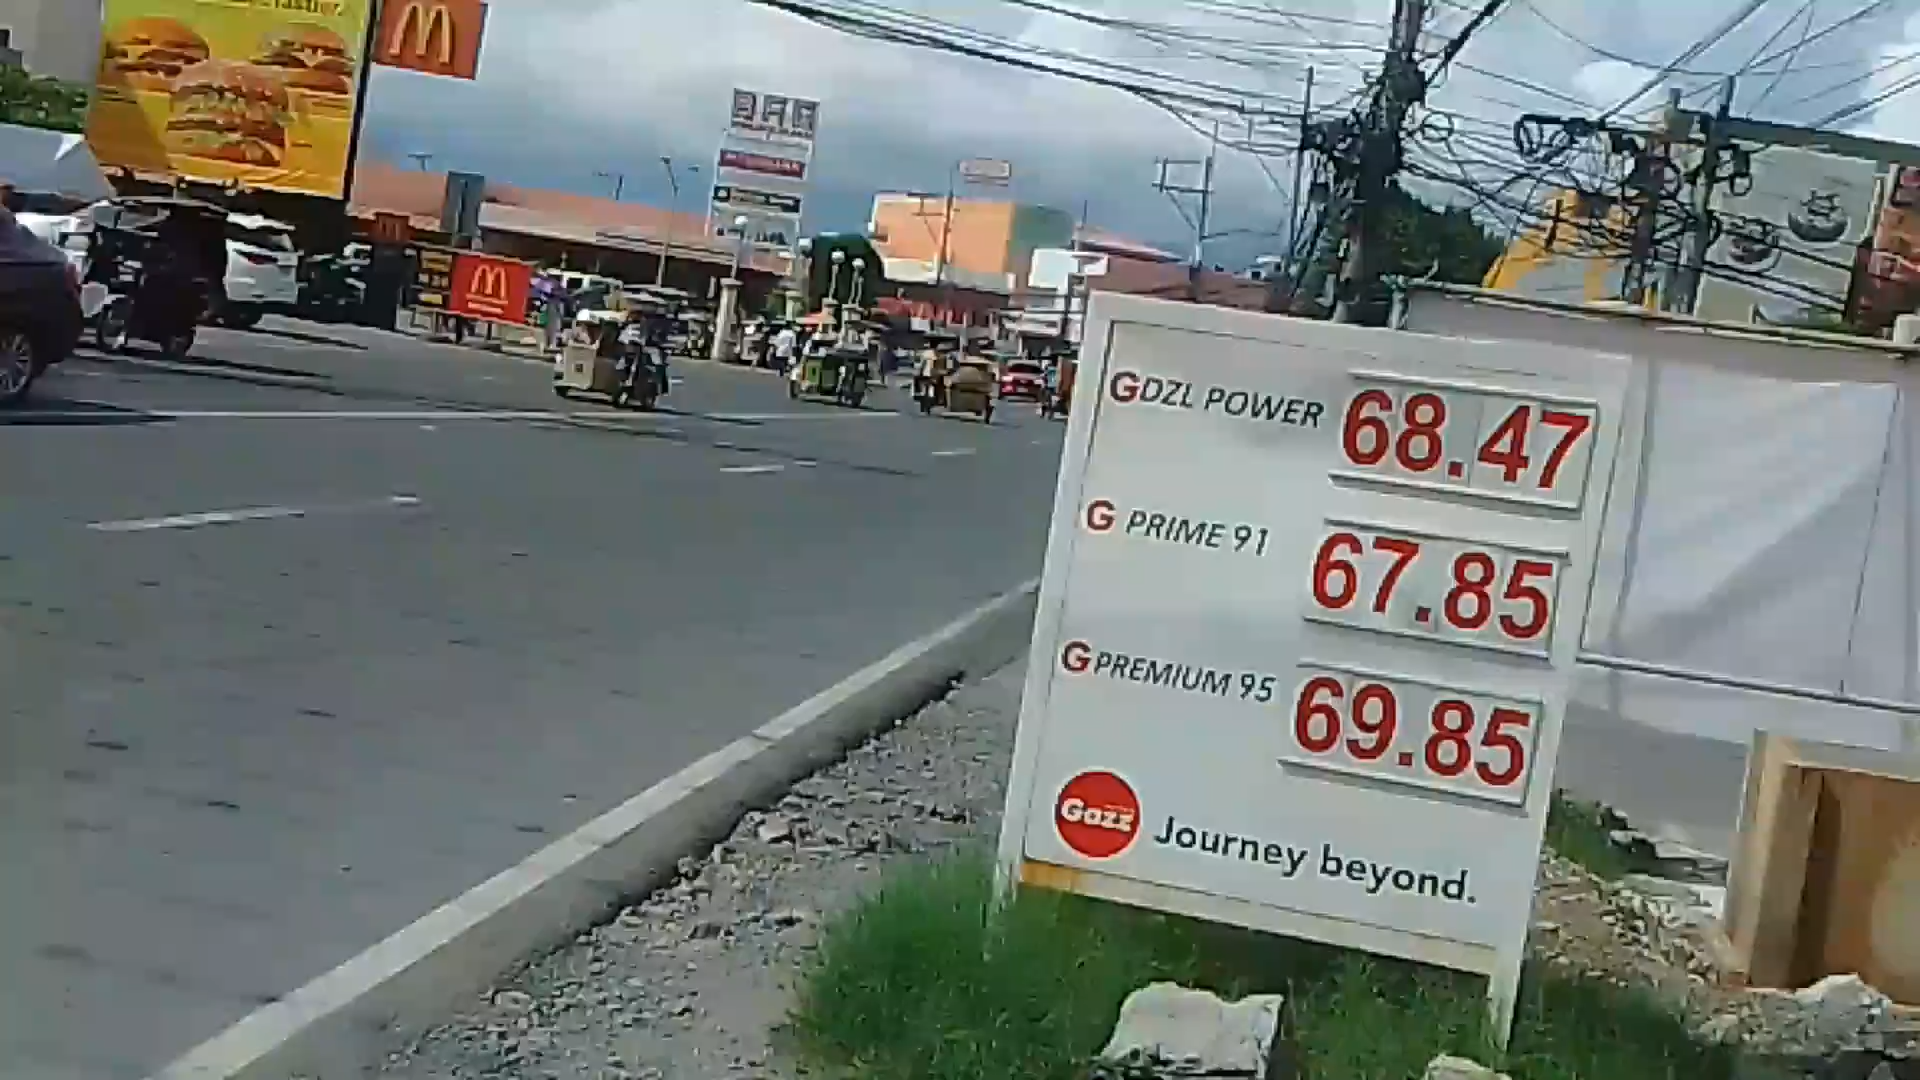 GDZL POWER 68.47
G PRIME 91 67.85
G PREMIUM 95 69.85
Gazz Journey beyond.